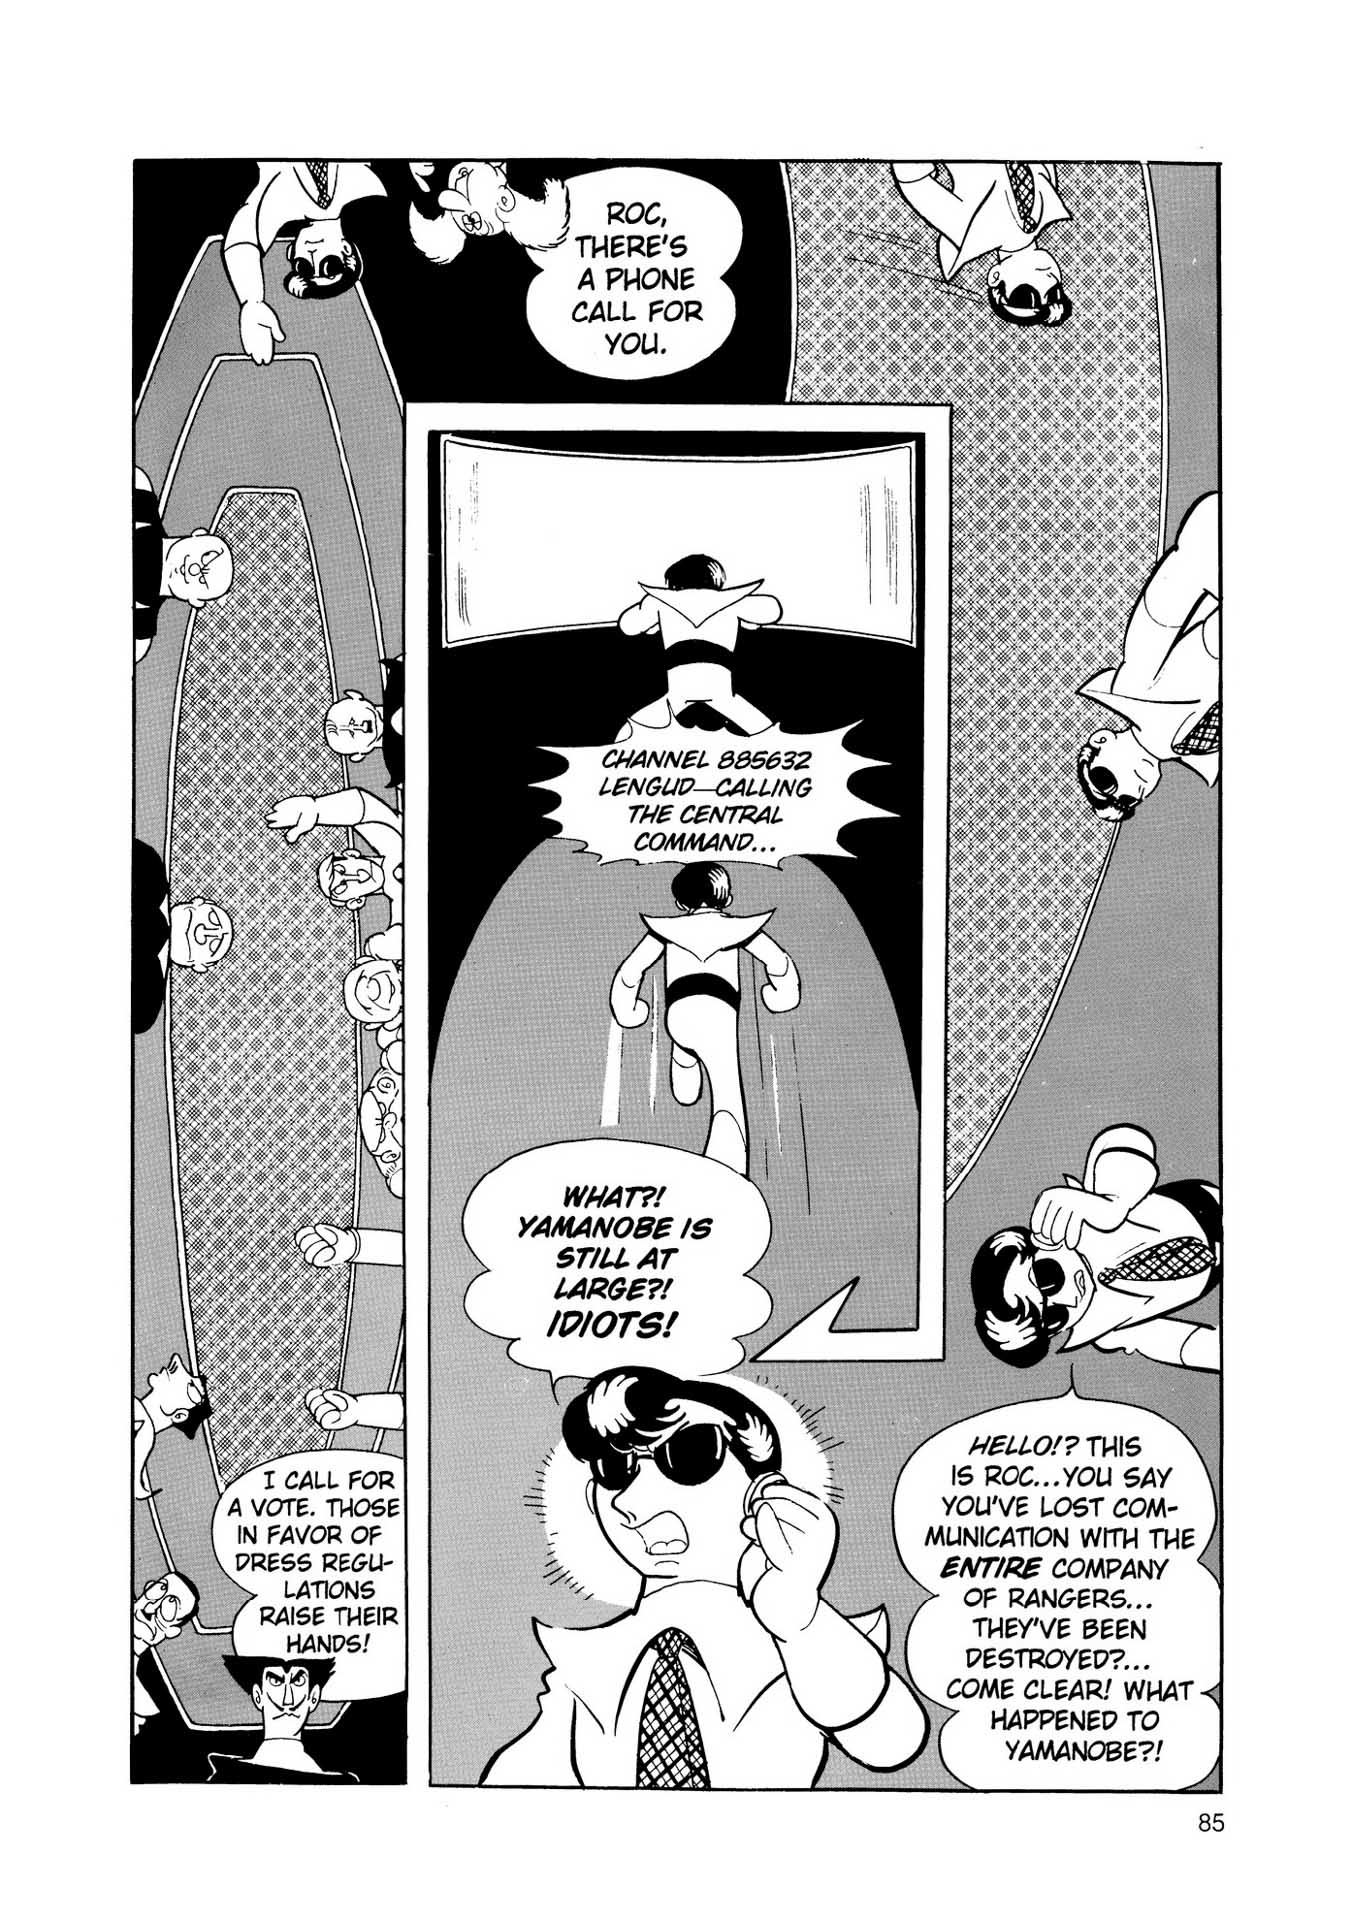 I CALL FOR
A VOTE. THOSE
IN FAVOR OF
DRESS REGU-
LATIONS
RAISE THEIR
HANDS!
ROC,
THERE'S
A PHONE
CALL FOR
YOU.
HELLO!? THIS
IS ROC...YOU SAY
YOU'VE LOST COM-
MUNICATION WITH THE
ENTIRE COMPANY
OF RANGERS...
THEY'VE BEEN
DESTROYED?...
COME CLEAR! WHAT
HAPPENED TO
YAMANOBE?!
WHAT?!
YAMANOBE IS
STILL AT
LARGE?!
IDIOTS!
CHANNEL 885632
LENGUD—CALLING
THE CENTRAL
COMMAND...
85